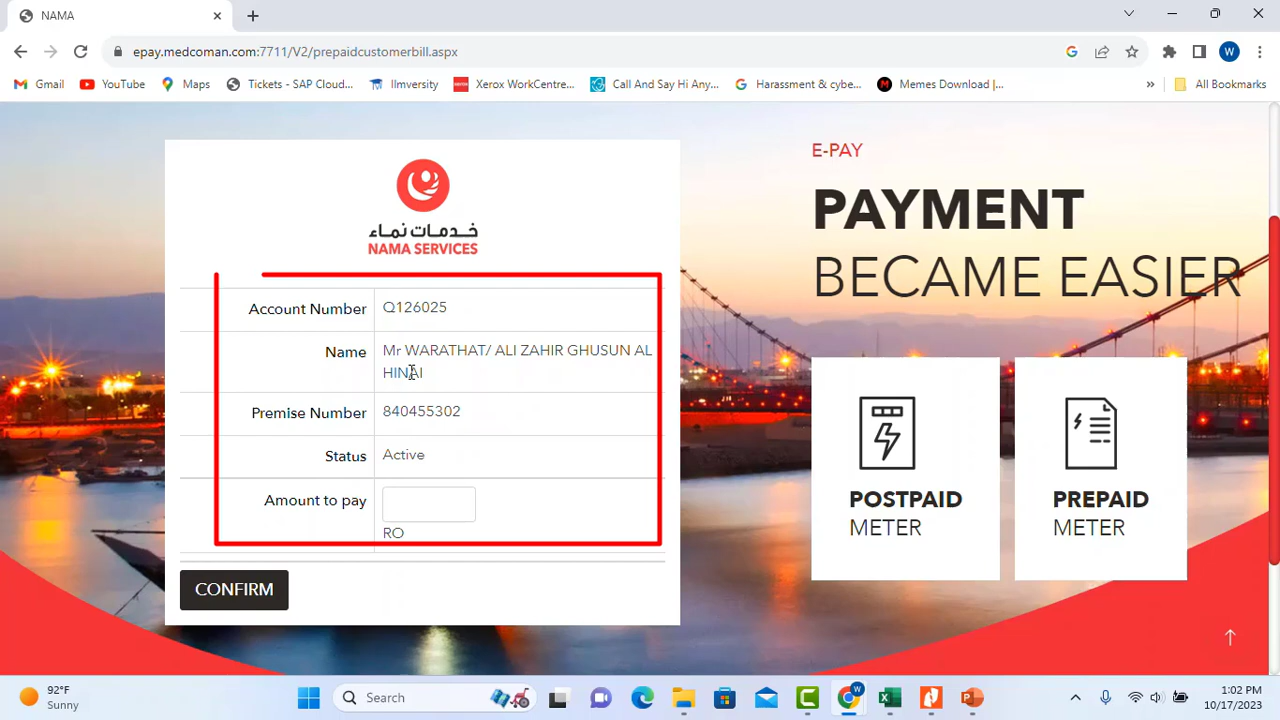 NAMA
epay.medcoman.com:7711/V2/prepaidcustomerbill.aspx
W
Gmail YouTube Maps Tickets - SAP Cloud... Ilmversity Xerox WorkCentre... Call And Say Hi Any... Harassment & cybe... Memes Download |... » All Bookmarks
خدمات نماء
NAMA SERVICES
Account Number Q126025
Name Mr WARATHAT/ ALI ZAHIR GHUSUN AL
HINAI
Premise Number 840455302
Status Active
Amount to pay
RO
CONFIRM
E-PAY
PAYMENT
BECAME EASIER
POSTPAID
METER
PREPAID
METER
92°F
Sunny
Search
W
1:02 PM
10/17/2023